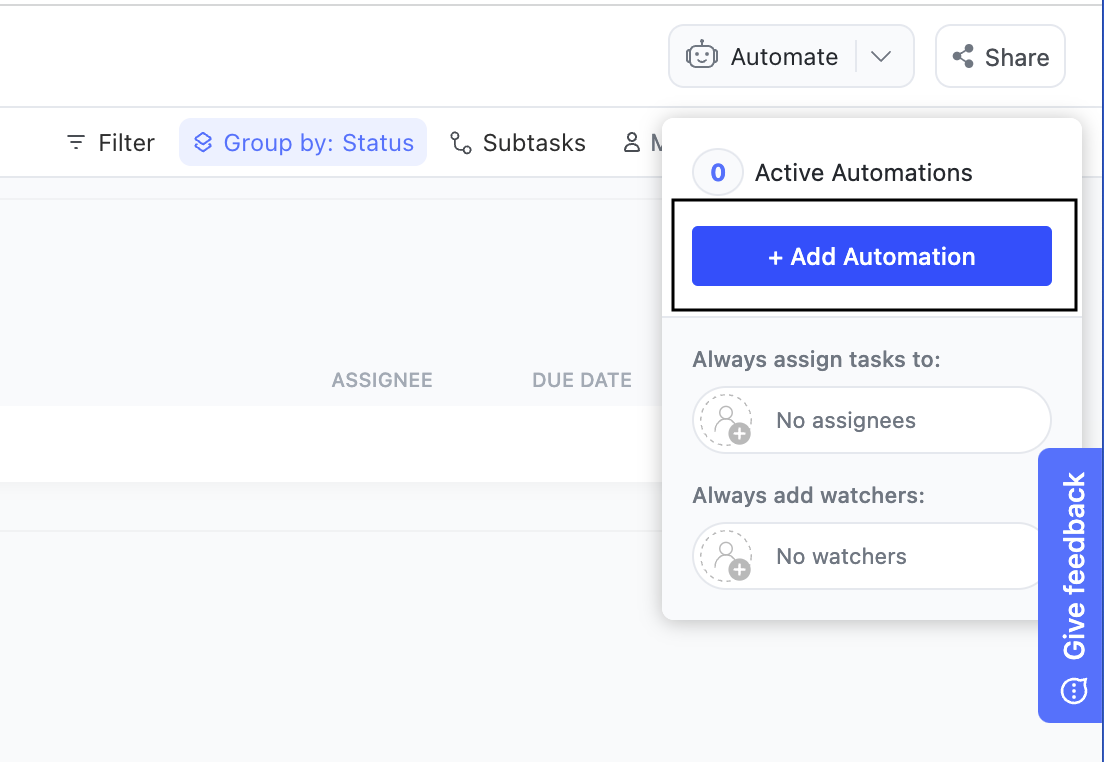 Automate
Share
Filter
Group by: Status
Subtasks
M
0 Active Automations
+ Add Automation
ASSIGNEE
DUE DATE
Always assign tasks to:
No assignees
Always add watchers:
No watchers
Give feedback